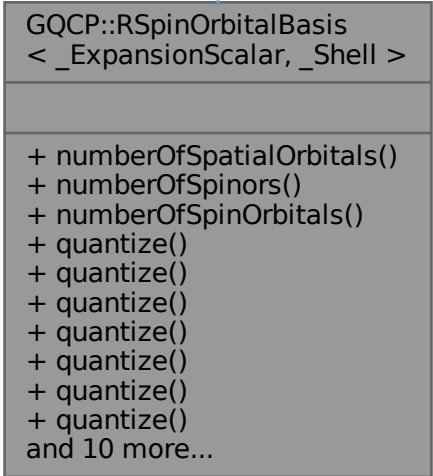 GQCP::RSpinOrbitalBasis
< _ExpansionScalar, _Shell >
+ numberOfSpatialOrbitals()
+ numberOfSpinors()
+ numberOfSpinOrbitals()
+ quantize()
+ quantize()
+ quantize()
+ quantize()
+ quantize()
+ quantize()
+ quantize()
and 10 more...